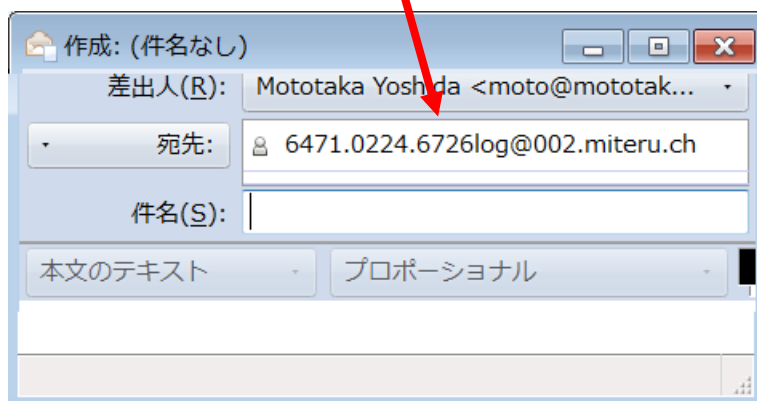 作成: (件名なし)
差出人(R): Mototaka Yoshida <moto@mototak...
宛先: 6471.0224.6726log@002.miteru.ch
件名(S):
本文のテキスト プロポーショナル